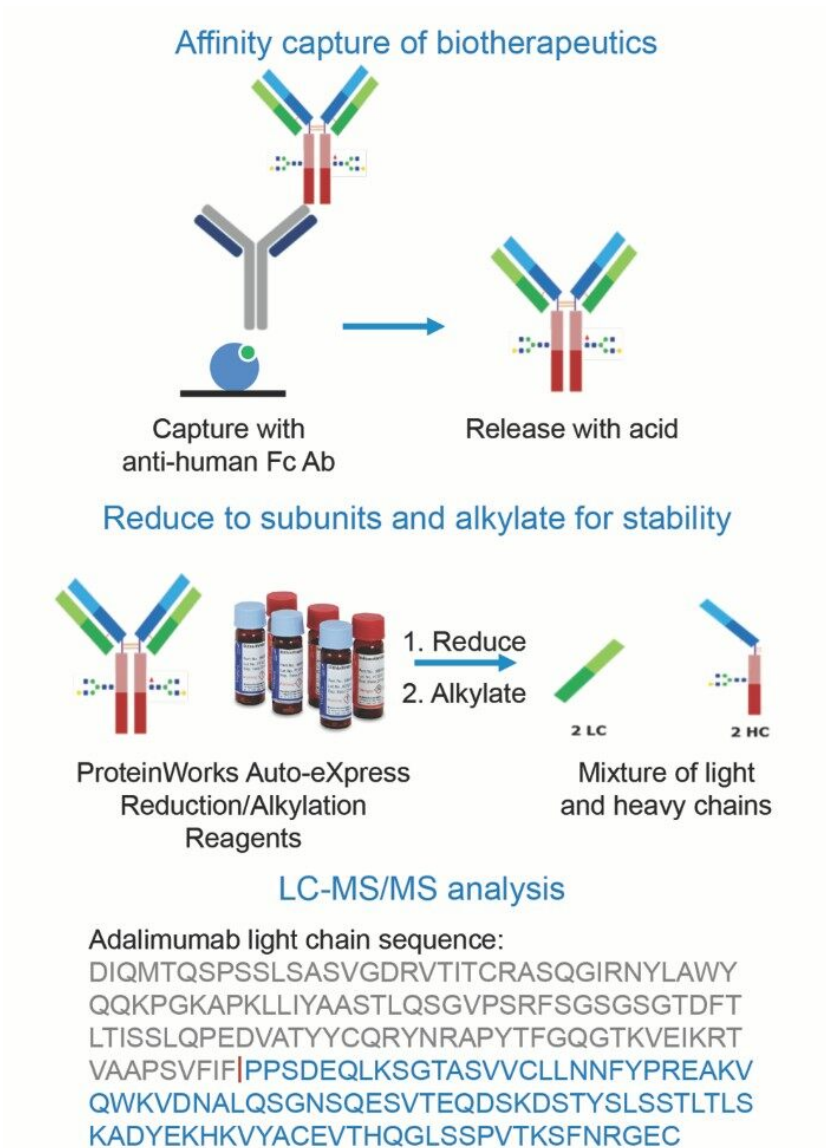 Affinity capture of biotherapeutics
Capture with
anti-human Fc Ab
Release with acid
Reduce to subunits and alkylate for stability
1. Reduce
2. Alkylate
2 LC
2 HC
ProteinWorks Auto-eXpress
Reduction/Alkylation
Reagents
Mixture of light
and heavy chains
LC-MS/MS analysis
Adalimumab light chain sequence:
DIQMTQSPSSLSASVGDRVTITCRASQGIRNYLAWY
QQKPGKAPKLLIYAASTLQSGVPSRFSGSGSGTDFT
LTISSLQPEDVATYYCQRYNRAPYTFGQGTKVEIKRT
VAAPSVFIF|PPSDEQLKSGTASVVCLLNNFYPREAKV
QWKVDNALQSGNSQESVTEQDSKDSTYSLSSTLTLS
KADYEKHKVYACEVTHQGLSSPVTKSFNRGEC